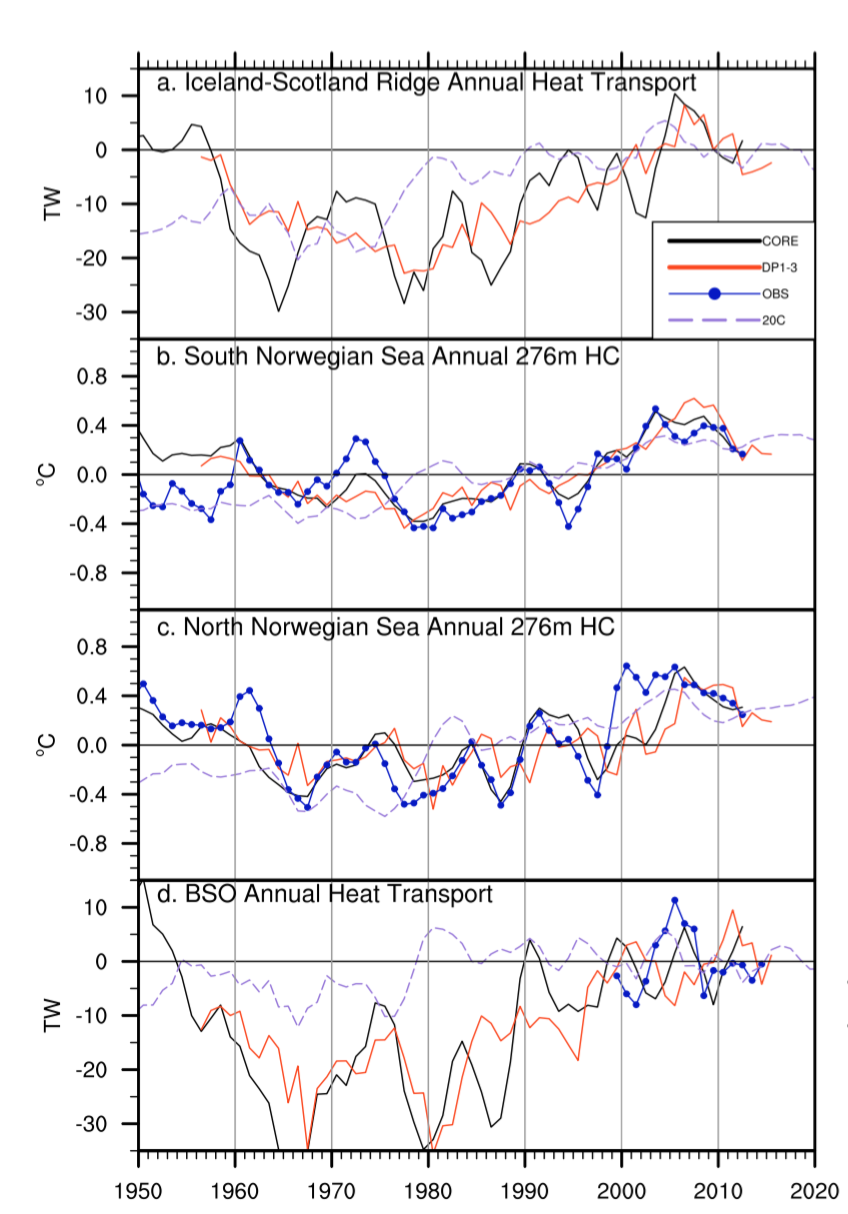 a. Iceland-Scotland Ridge Annual Heat Transport
10
0
-10
-20
-30
TW
CORE
DP1-3
OBS
20C
b. South Norwegian Sea Annual 276m HC
0.8
0.4
0.0
-0.4
-0.8
°C
c. North Norwegian Sea Annual 276m HC
0.8
0.4
0.0
-0.4
-0.8
°C
d. BSO Annual Heat Transport
10
0
-10
-20
-30
TW
1950 1960 1970 1980 1990 2000 2010 2020